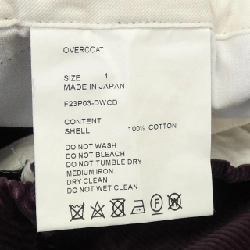 OVERCOAT
SIZE 1
MADE IN JAPAN
F23P03-DWCD
CONTENT
SHELL 100% COTTON
DO NOT WASH
DO NOT BLEACH
DO NOT TUMBLE DRY
MEDIUM IRON
DRY CLEAN
DO NOT WET CLEAN